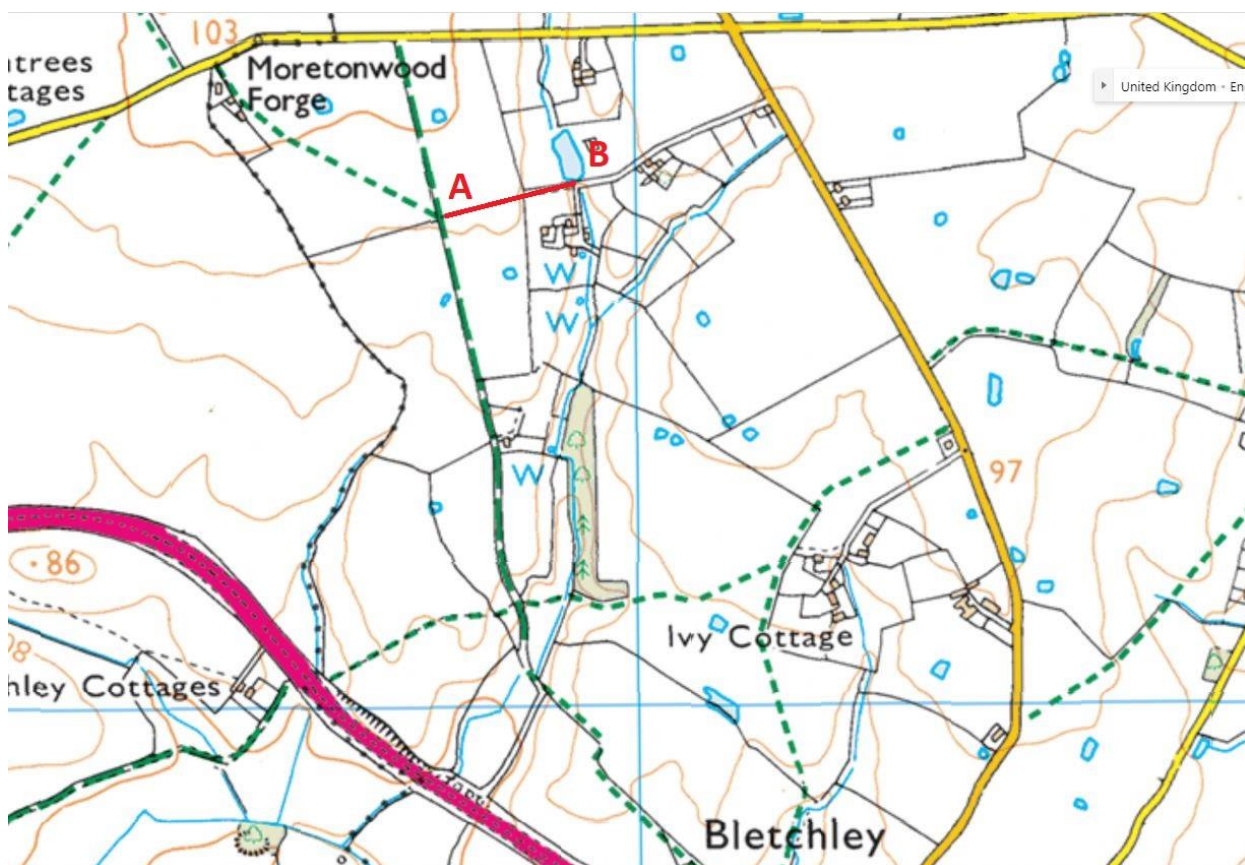 103
ntrees
tages
Moretonwood
Forge
United Kingdom - En
B
A
W
W
W
97
86
Ivy Cottage
hley Cottages
Bletchley